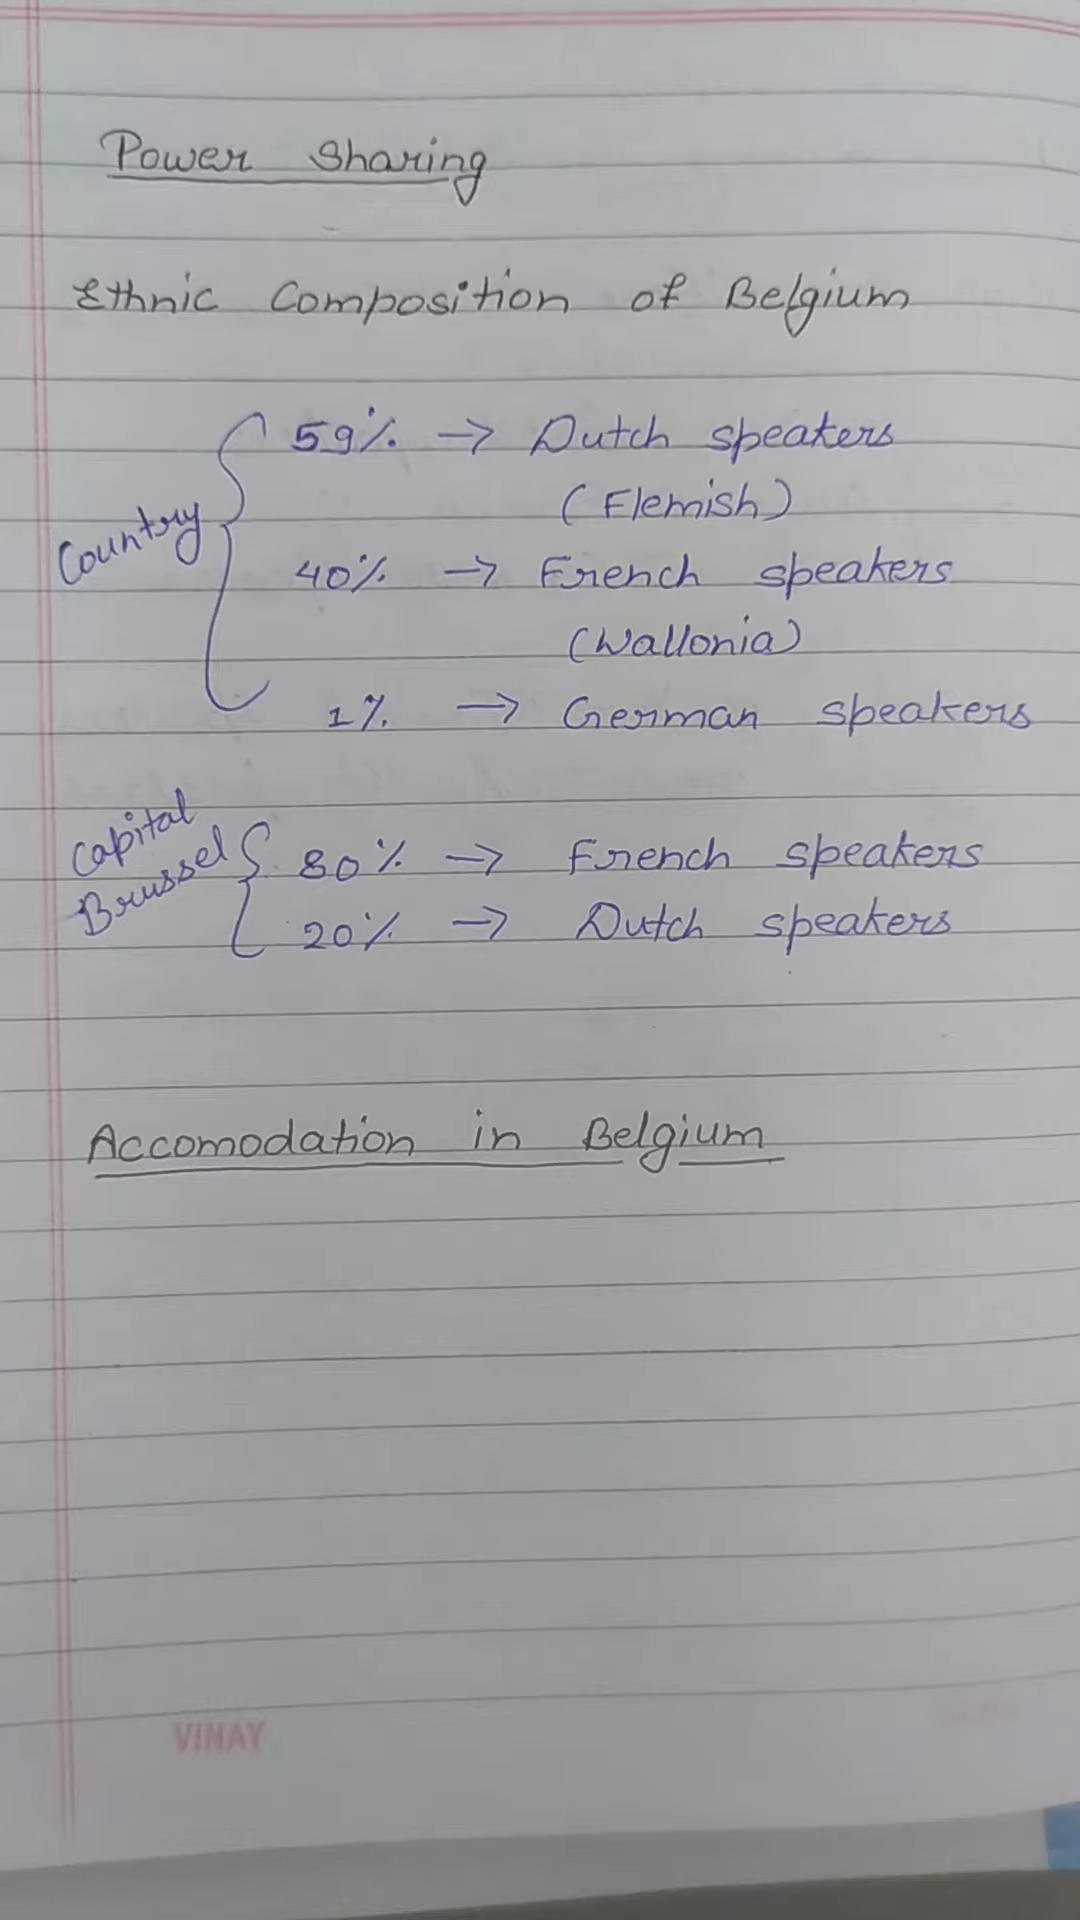 Power Sharing
Ethnic Composition of Belgium
Country
59% → Dutch speakers
(Flemish)
40% → French speakers
(Wallonia)
1% → German speakers
Capital
Brussel
80% → French speakers
20% → Dutch speakers
Accomodation in Belgium
VINAY